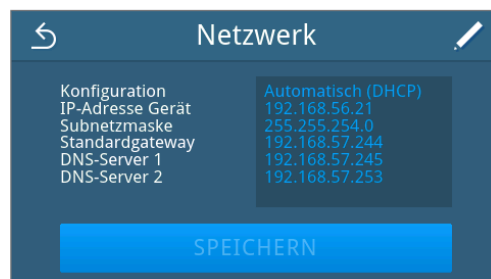 Netzwerk
Konfiguration Automatisch (DHCP)
IP-Adresse Gerät 192.168.56.21
Subnetzmaske 255.255.254.0
Standardgateway 192.168.57.244
DNS-Server 1 192.168.57.245
DNS-Server 2 192.168.57.253
SPEICHERN